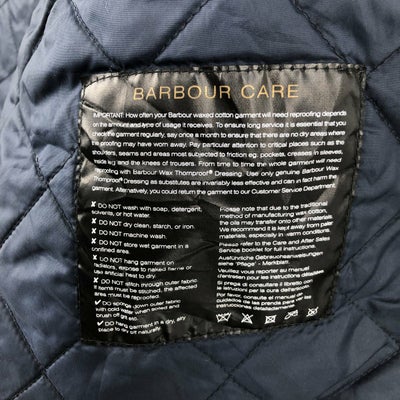 BARBOUR CARE
IMPORTANT: How often your Barbour waxed cotton garment will need reproofing depends
on the amount and type of usage it receives. To ensure long service it is essential that you
check the garment regularly, say once a month to ensure that there are no dry areas where
the proofing may have worn away. Pay particular attention to critical places such as the
shoulders, seams and areas most subjected to friction eg. pockets, creases in sleeves,
inside leg and the knees of trousers. From time to time the whole garment will need
reproofing with Barbour Wax Thornproof® Dressing. Use only genuine Barbour Wax
Thornproof® Dressing as substitutes are invariably less effective and can in fact harm the
garment. Alternatively, you could return the garment to our Customer Service Department.
✘ DO NOT wash with soap, detergent,
solvents, or hot water.
✘ DO NOT dry clean, starch, or iron.
✘ DO NOT machine wash.
✘ DO NOT store wet garment in a
confined area.
✘ DO NOT hang garment on
radiators, expose to naked flame or
use artificial heat to dry.
✘ DO NOT stitch through outer fabric
with items it must be stitched, the affected
area must be reproofed.
✔ DO sponge down outer fabric
with cold water when soiled and
brush off grit etc.
✔ DO hang garment in a dry, airy
place to dry off naturally.
Please note that due to the traditional
method of manufacturing wax cotton,
the oils may transfer onto other materials.
We recommend it is kept away from pale
materials, especially in warm conditions.
Please refer to the Care and After Sales
Service booklet for full instructions.
Ausführliche Gebrauchsanweisungen
siehe 'Pflege'- Merkblatt.
Veuillez vous reporter au manuel
d'entretien pour plus d'instructions détaillées.
Si prega di consultare il libretto con
le istruzioni dettagliate.
Por favor, consulte el manual de
instrucciones detalladas.